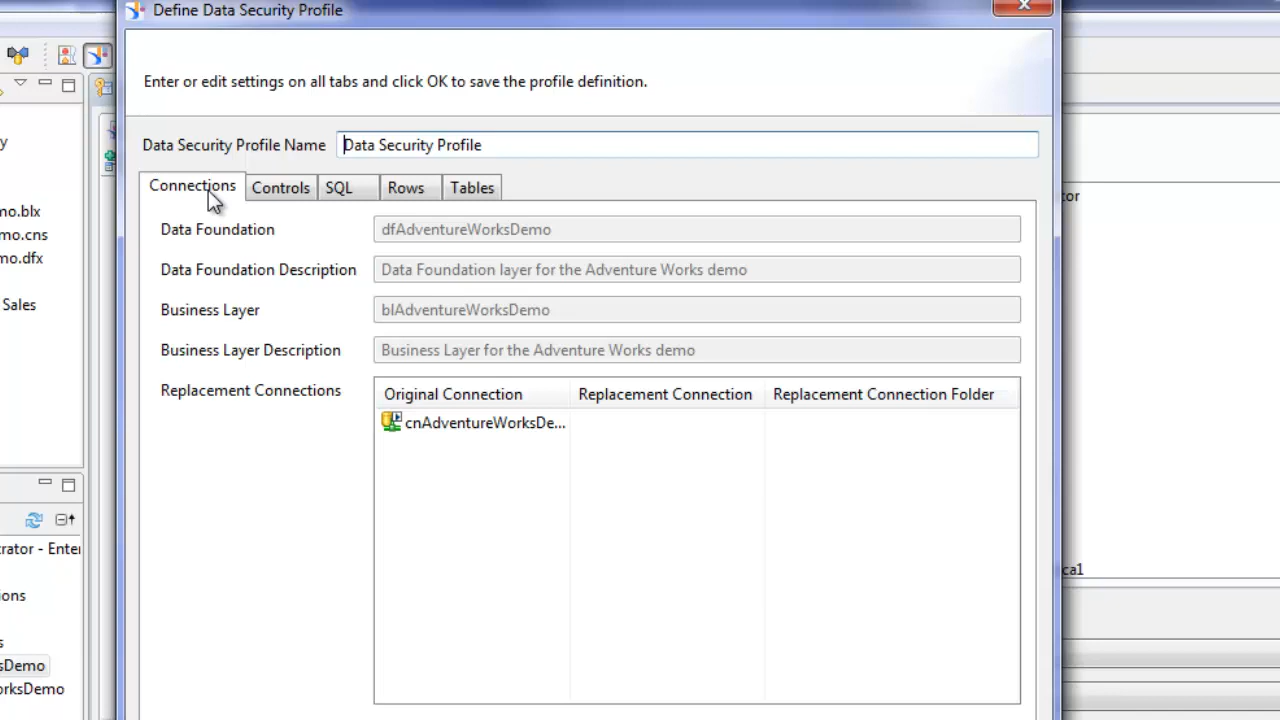 Define Data Security Profile
Enter or edit settings on all tabs and click OK to save the profile definition.
Data Security Profile Name Data Security Profile
Connections Controls SQL Rows Tables
Data Foundation dfAdventureWorksDemo
Data Foundation Description Data Foundation layer for the Adventure Works demo
Business Layer blAdventureWorksDemo
Business Layer Description Business Layer for the Adventure Works demo
Replacement Connections Original Connection Replacement Connection Replacement Connection Folder
cnAdventureWorksDe...
y
mo.blx
mo.cns
mo.dfx
Sales
trator - Enter
ions
s
sDemo
orksDemo
tor
ca1